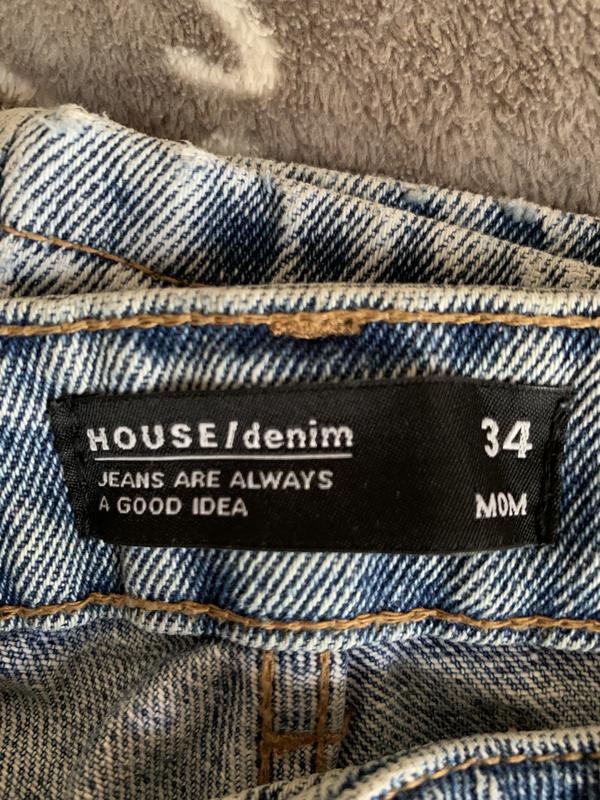 HOUSE/denim
JEANS ARE ALWAYS
A GOOD IDEA
34
MOM